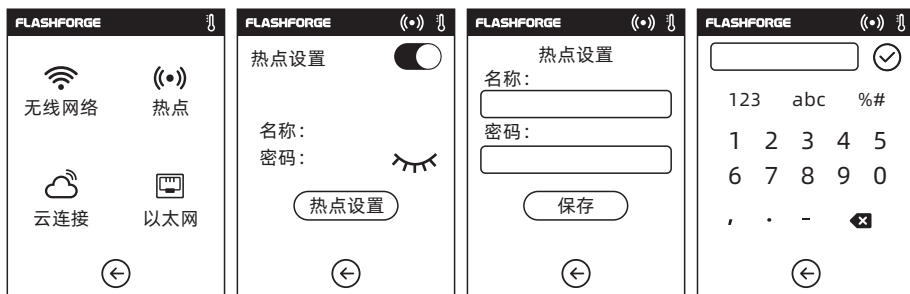 FLASHFORGE
无线网络
热点
云连接
以太网
FLASHFORGE
热点设置
名称：
密码：
热点设置
FLASHFORGE
热点设置
名称：
密码：
保存
FLASHFORGE
123 abc %#
1 2 3 4 5
6 7 8 9 0
, . -